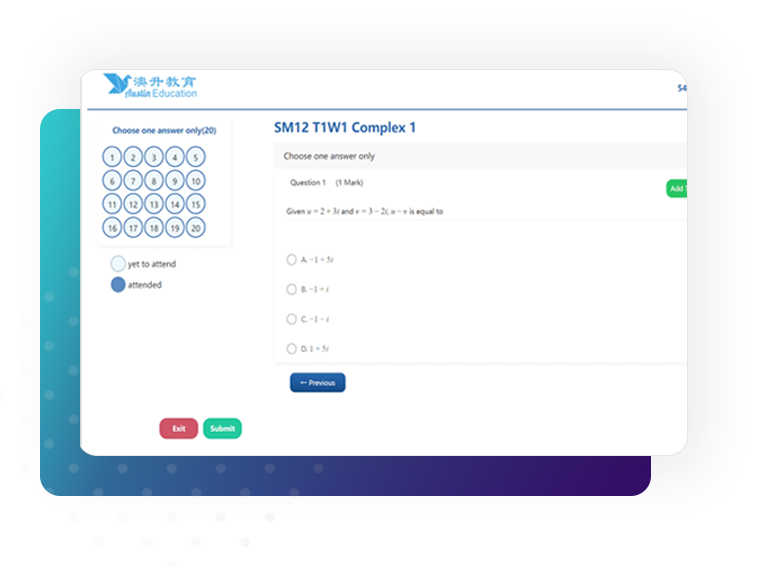 澳升教育
Austin Education
54
Choose one answer only(20)
1 2 3 4 5
6 7 8 9 10
11 12 13 14 15
16 17 18 19 20
yet to attend
attended
Exit Submit
SM12 T1W1 Complex 1
Choose one answer only
Question 1 (1 Mark)
Add
Given u = 2 + 3i and v = 3 − 2i, u − v is equal to
A. −1 + 5i
B. −1 + i
C. −1 − i
D. 1 + 5i
← Previous